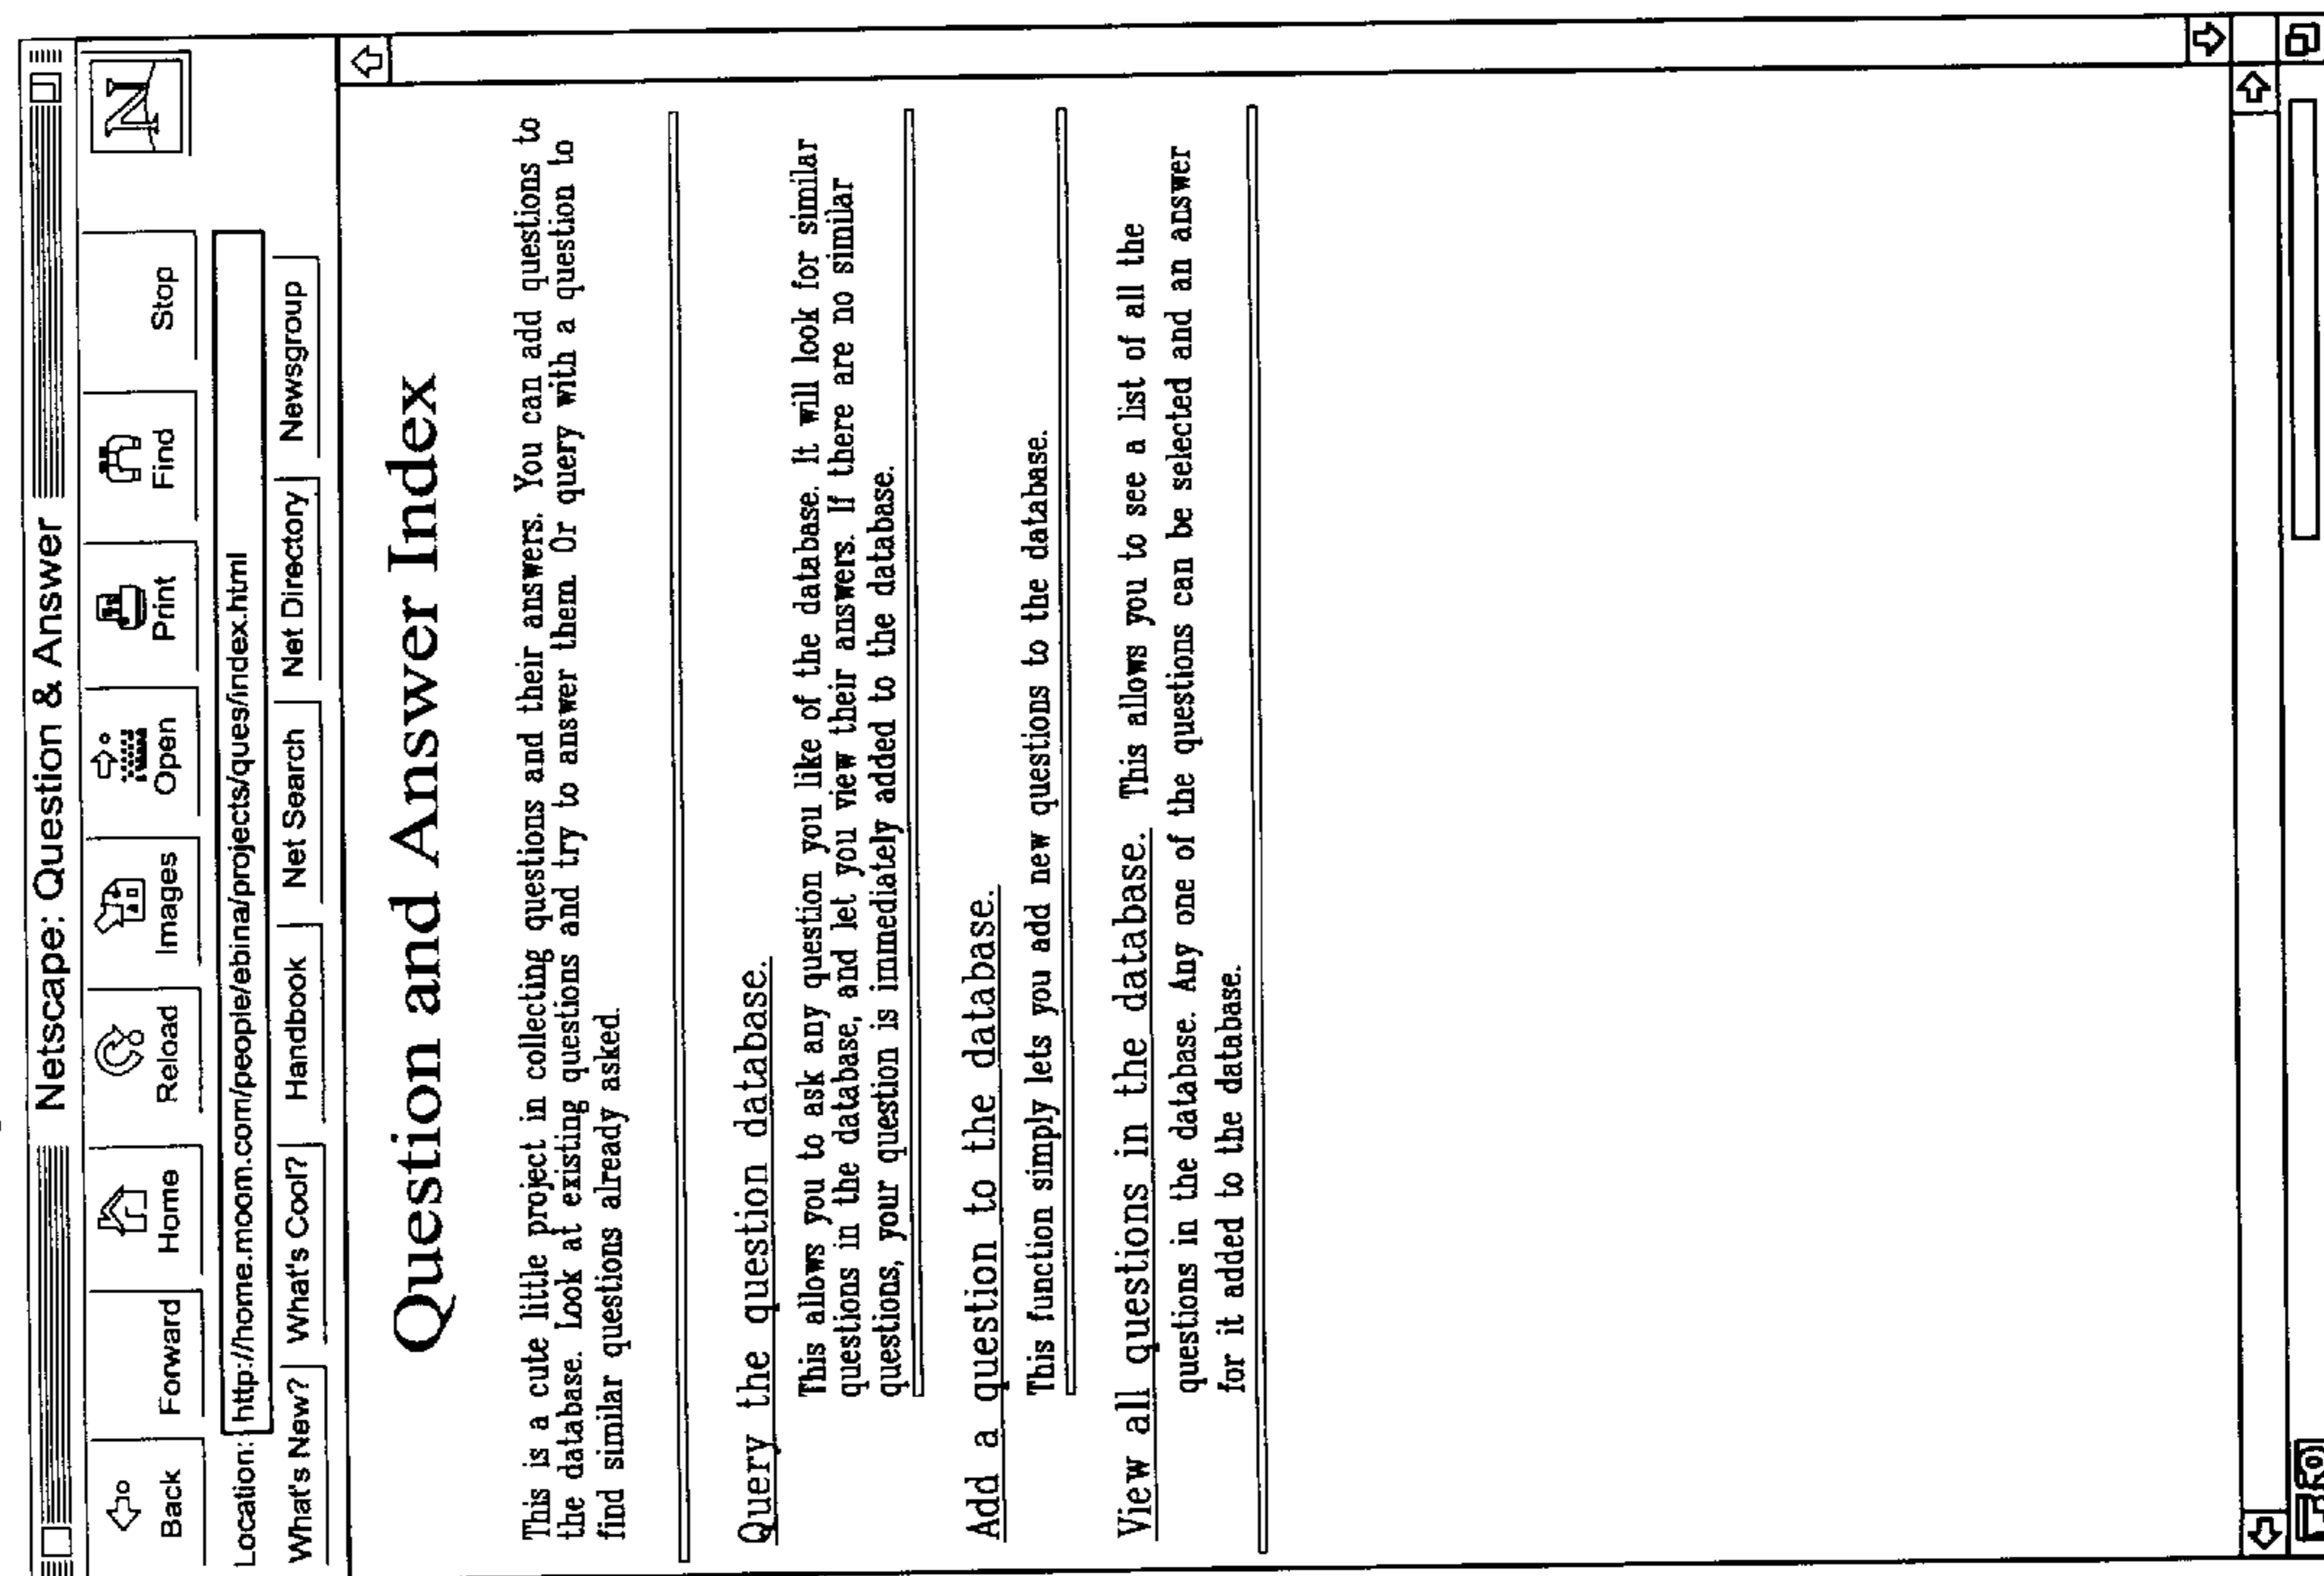 Netscape: Question & Answer
N
Back Forward Home Reload Images Open Print Find Stop
Location: http://home.moom.com/people/ebina/projects/ques/index.html
What's New? What's Cool? Handbook Net Search Net Directory Newsgroup
Question and Answer Index
This is a cute little project in collecting questions and their answers. You can add questions to
the database. Look at existing questions and try to answer them. Or query with a question to
find similar questions already asked.
Query the question database.
This allows you to ask any question you like of the database. It will look for similar
questions in the database, and let you view their answers. If there are no similar
questions, your question is immediately added to the database.
Add a question to the database.
This function simply lets you add new questions to the database.
View all questions in the database. This allows you to see a list of all the
questions in the database. Any one of the questions can be selected and an answer
for it added to the database.